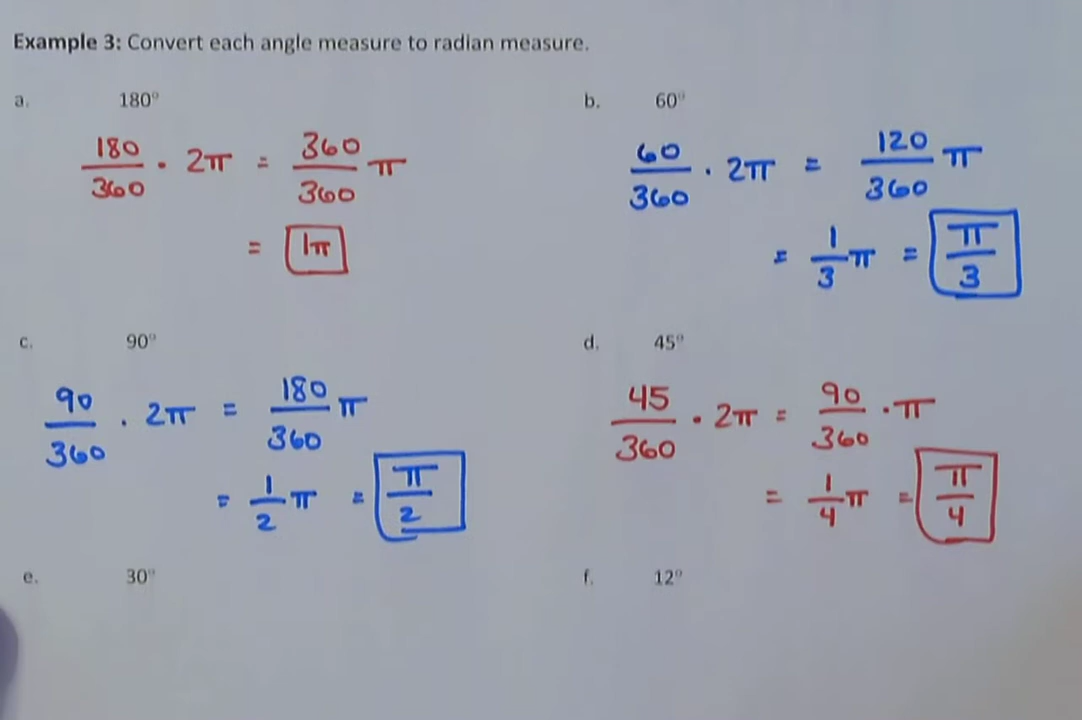 Example 3: Convert each angle measure to radian measure.
a. 180°
180/360 · 2π = 360/360 π
= 1π
b. 60°
60/360 · 2π = 120/360 π
= 1/3 π = π/3
c. 90°
90/360 · 2π = 180/360 π
= 1/2 π = π/2
d. 45°
45/360 · 2π = 90/360 · π
= 1/4 π = π/4
e. 30°
f. 12°